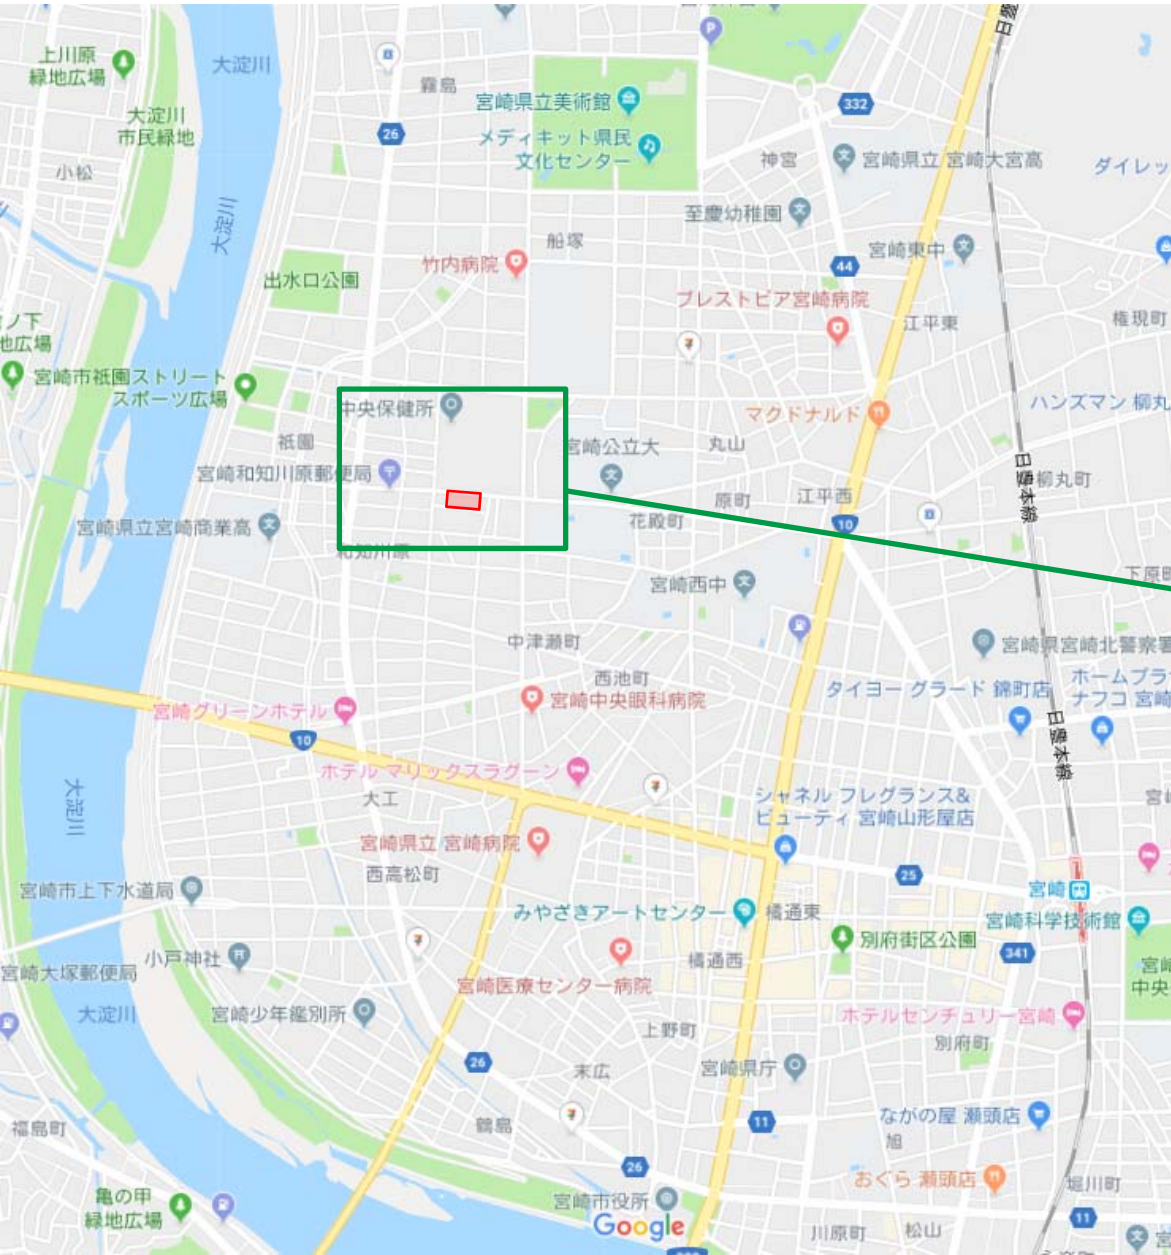 上川原
緑地広場
大淀川
霧島
26
宮崎県立美術館
P
332
大淀川
市民緑地
メディキット県民
文化センター
小松
神宮
宮崎県立 宮崎大宮高
ダイレッ
大淀川
至慶幼稚園
船塚
宮崎東中
竹内病院
44
出水口公園
ブレストピア宮崎病院
江平東
権現町
ノ下
地広場
宮崎市祇園ストリート
スポーツ広場
中央保健所
マクドナルド
ハンズマン 柳丸
祇園
宮崎公立大
丸山
宮崎和知川原郵便局
日豊本線
柳丸町
原町
江平西
宮崎県立宮崎商業高
花殿町
10
和知川原
下原町
宮崎西中
中津瀬町
宮崎県宮崎北警察署
西池町
宮崎中央眼科病院
タイヨー グラード 錦町店
ホームプラ
ナフコ 宮崎
宮崎グリーンホテル
10
日豊本線
ホテル マリックスラグーン
大淀川
大工
シャネル フレグランス&
ビューティ 宮崎山形屋店
宮崎県立 宮崎病院
西高松町
25
宮崎市上下水道局
宮崎
みやざきアートセンター
橘通東
宮崎科学技術館
別府街区公園
341
小戸神社
宮崎大塚郵便局
橘通西
宮崎
中央
宮崎医療センター病院
大淀川
宮崎少年鑑別所
ホテルセンチュリー宮崎
上野町
別府町
26
末広
宮崎県庁
福島町
鶴島
11
ながの屋 瀬頭店
旭
26
おぐら 瀬頭店
堀川町
亀の甲
緑地広場
宮崎市役所
Google
11
川原町
松山